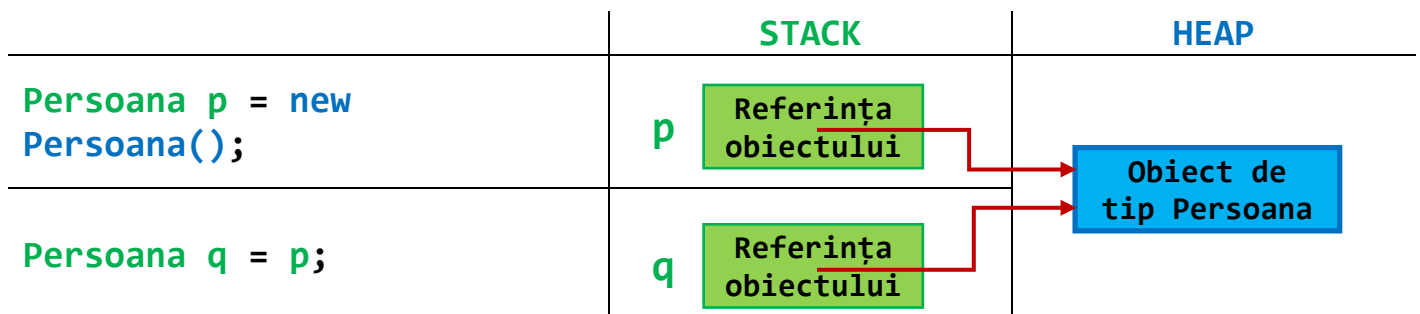 STACK HEAP
Persoana p = new
Persoana();
p
Referința
obiectului
Obiect de
tip Persoana
Persoana q = p;
q
Referința
obiectului